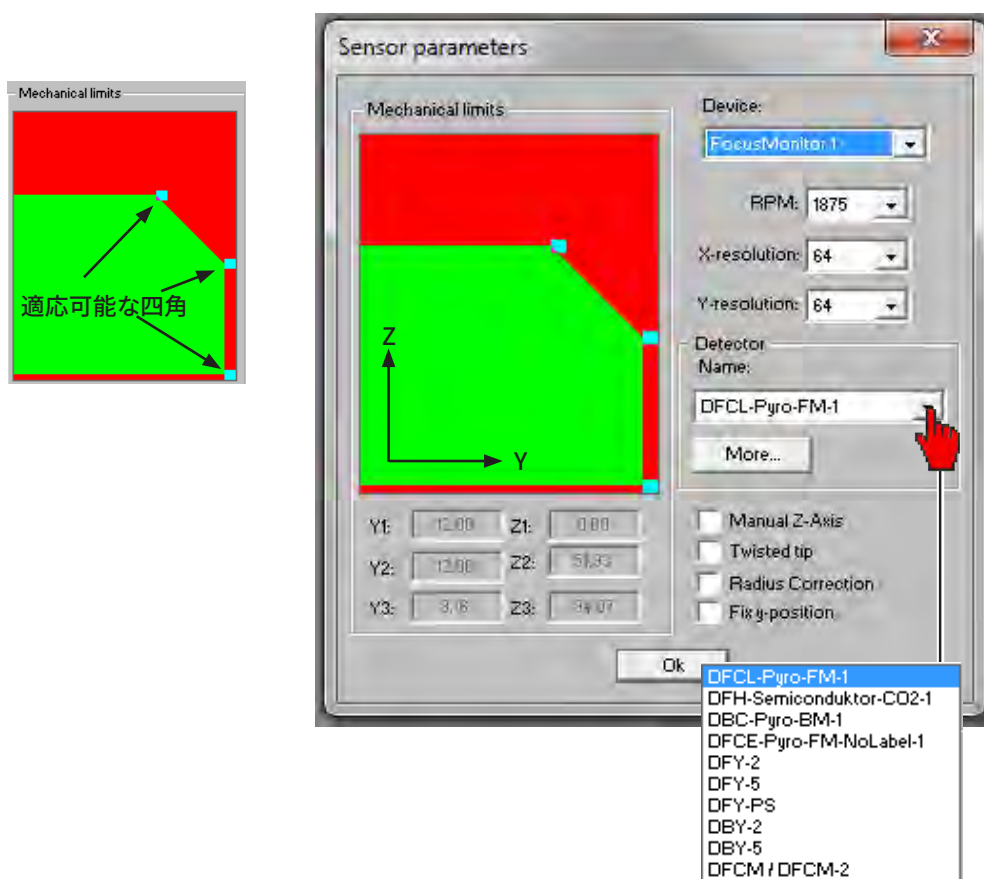 Mechanical limits
適応可能な四角
Sensor parameters
Mechanical limits
Z
Y
Y1: 12.00 Z1: 0.00
Y2: 12.00 Z2:
Y3: Z3:
Device:
FocusMonitor 1
RPM: 1875
X-resolution: 64
Y-resolution: 64
Detector
Name:
DFCL-Pyro-FM-1
More...
Manual Z-Axis
Twisted tip
Radius Correction
Fix y-position
Ok
DFCL-Pyro-FM-1
DFH-Semiconduktor-CO2-1
DBC-Pyro-BM-1
DFCE-Pyro-FM-NoLabel-1
DFY-2
DFY-5
DFY-PS
DBY-2
DBY-5
DFCM / DFCM-2